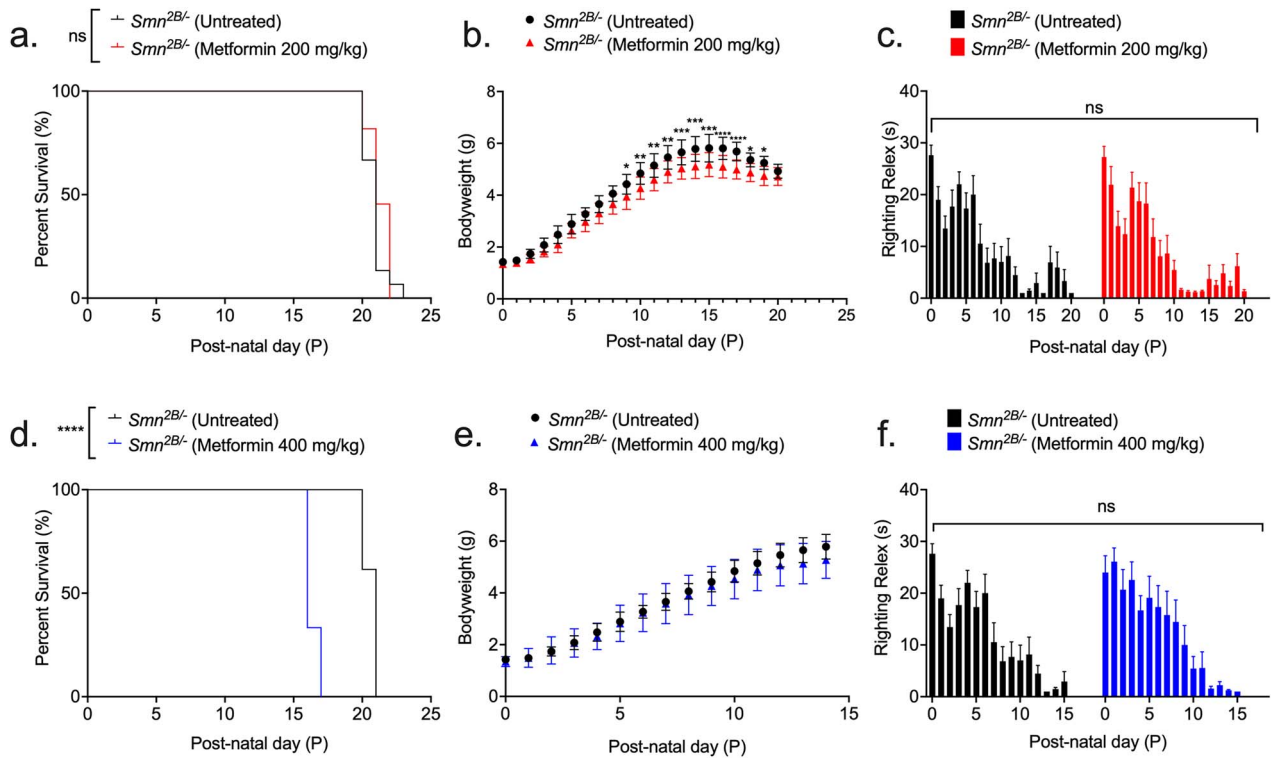 a.
ns
Smn2B/- (Untreated)
Smn2B/- (Metformin 200 mg/kg)
Percent Survival (%)
100
50
0
0 5 10 15 20 25
Post-natal day (P)
b.
Smn2B/- (Untreated)
Smn2B/- (Metformin 200 mg/kg)
Bodyweight (g)
8
6
4
2
0
* ** ** ** *** *** *** **** **** * *
0 5 10 15 20 25
Post-natal day (P)
c.
Smn2B/- (Untreated)
Smn2B/- (Metformin 200 mg/kg)
ns
Righting Relex (s)
40
30
20
10
0
0 5 10 15 20 0 5 10 15 20
Post-natal day (P)
d.
****
Smn2B/- (Untreated)
Smn2B/- (Metformin 400 mg/kg)
Percent Survival (%)
100
50
0
0 5 10 15 20 25
Post-natal day (P)
e.
Smn2B/- (Untreated)
Smn2B/- (Metformin 400 mg/kg)
Bodyweight (g)
8
6
4
2
0
0 5 10 15
Post-natal day (P)
f.
Smn2B/- (Untreated)
Smn2B/- (Metformin 400 mg/kg)
ns
Righting Relex (s)
40
30
20
10
0
0 5 10 15 0 5 10 15
Post-natal day (P)